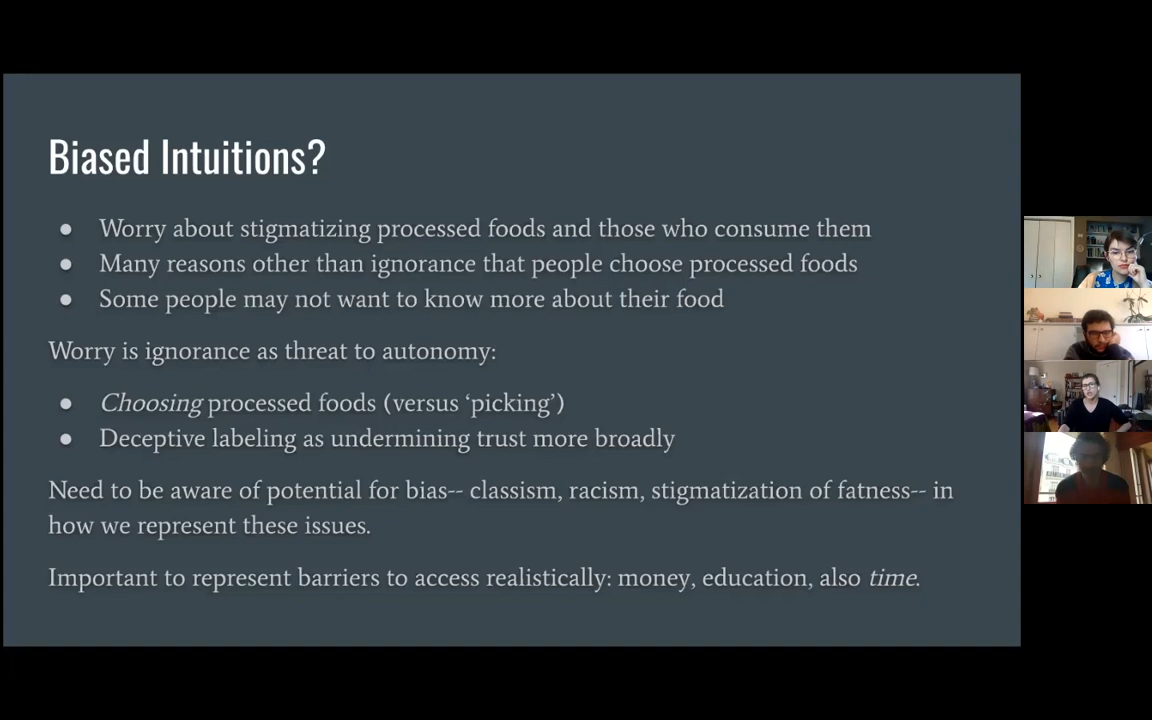 Biased Intuitions?
● Worry about stigmatizing processed foods and those who consume them
● Many reasons other than ignorance that people choose processed foods
● Some people may not want to know more about their food
Worry is ignorance as threat to autonomy:
● Choosing processed foods (versus ‘picking’)
● Deceptive labeling as undermining trust more broadly
Need to be aware of potential for bias-- classism, racism, stigmatization of fatness-- in
how we represent these issues.
Important to represent barriers to access realistically: money, education, also time.